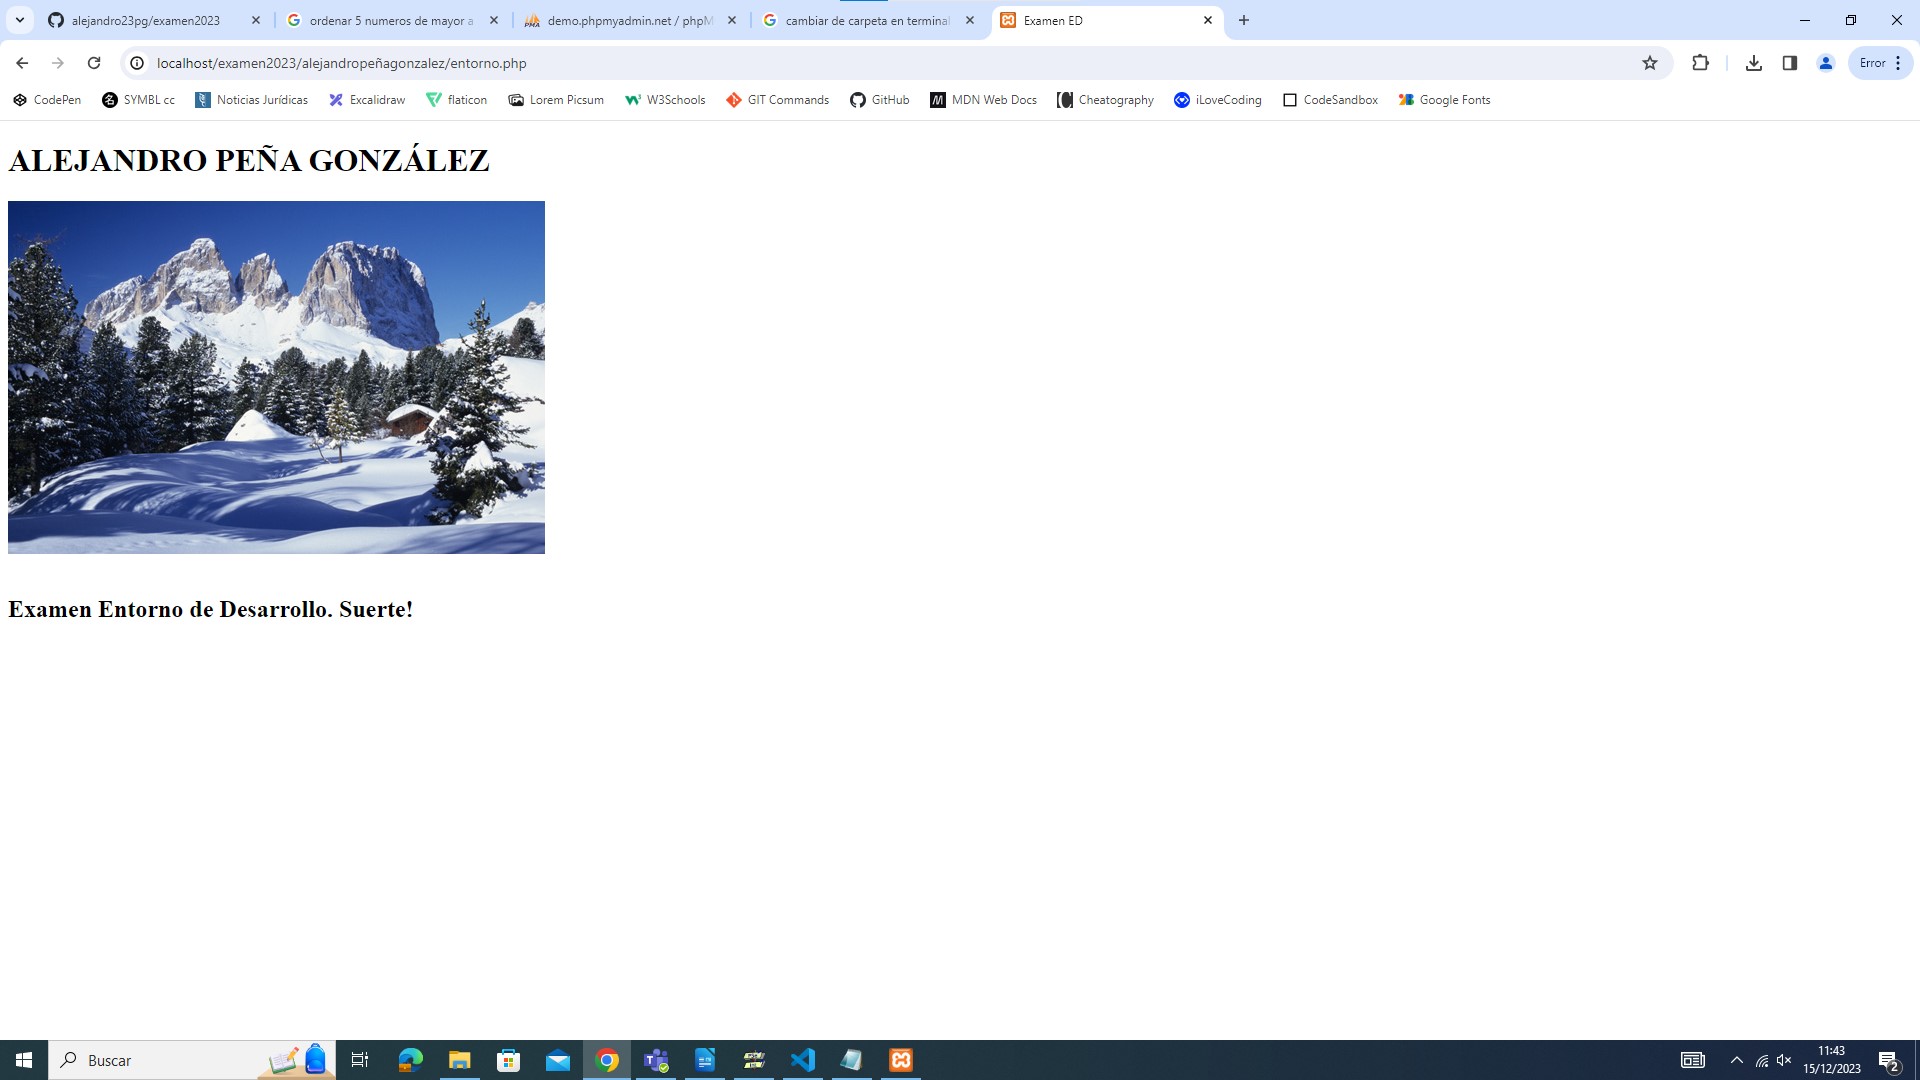 alejandro23pg/examen2023
ordenar 5 numeros de mayor a
demo.phpmyadmin.net / phpM
cambiar de carpeta en terminal
Examen ED
localhost/examen2023/alejandropeñagonzalez/entorno.php
Error
CodePen
SYMBL cc
Noticias Jurídicas
Excalidraw
flaticon
Lorem Picsum
W3Schools
GIT Commands
GitHub
MDN Web Docs
Cheatography
iLoveCoding
CodeSandbox
Google Fonts
ALEJANDRO PEÑA GONZÁLEZ
Examen Entorno de Desarrollo. Suerte!
Buscar
11:43
15/12/2023
2